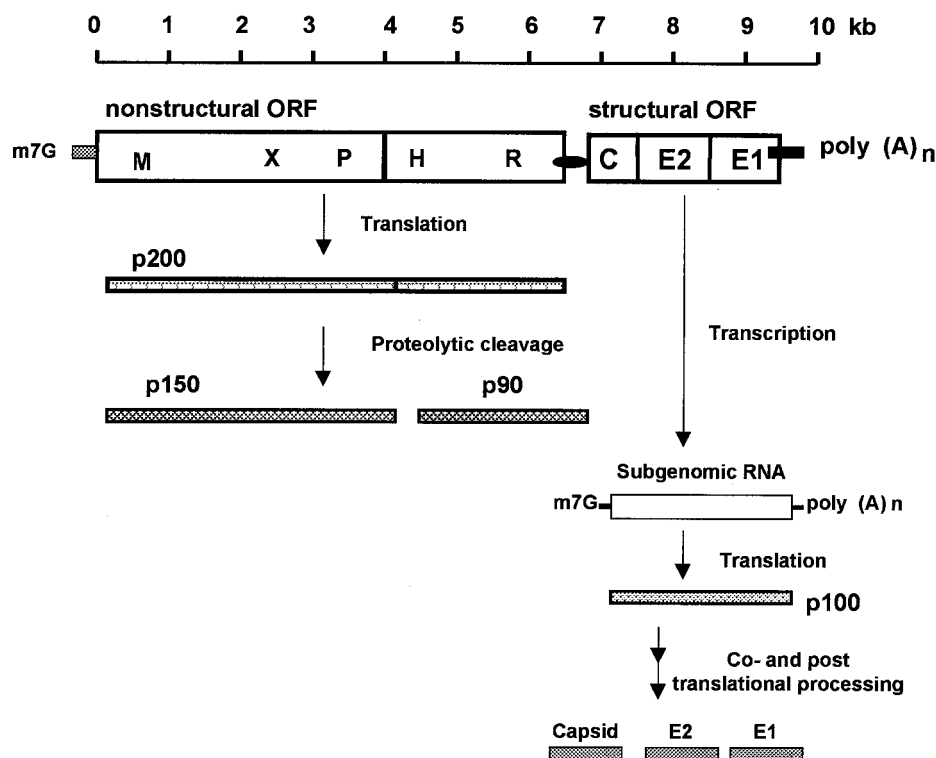 0 1 2 3 4 5 6 7 8 9 10 kb
nonstructural ORF structural ORF
m7G M X P H R C E2 E1 poly (A)n
Translation
p200
Proteolytic cleavage
Transcription
p150 p90
Subgenomic RNA
m7G poly (A) n
Translation
p100
Co- and post
translational processing
Capsid E2 E1